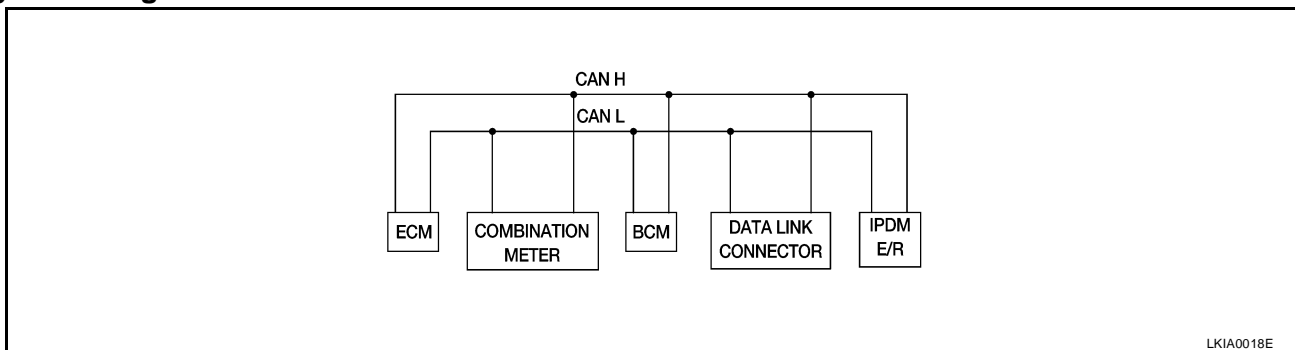 CAN H
CAN L
ECM
COMBINATION
METER
BCM
DATA LINK
CONNECTOR
IPDM
E/R
LKIA0018E